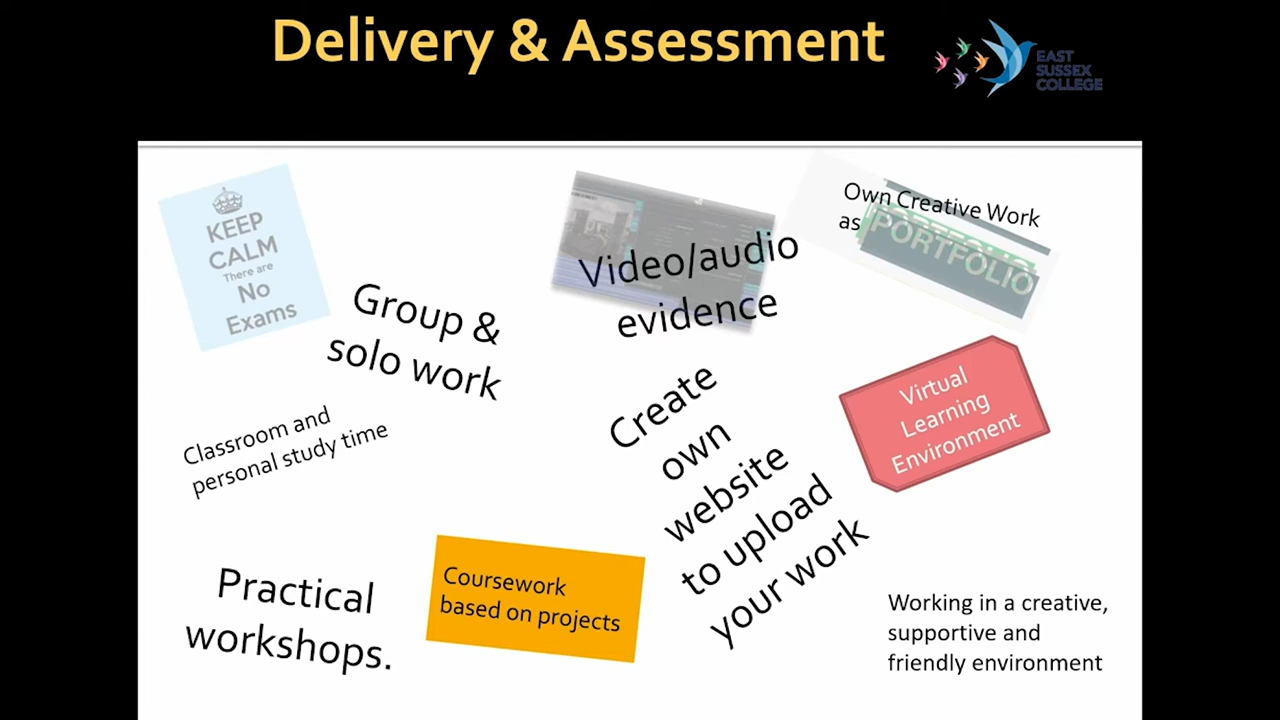 Delivery & Assessment
EAST
SUSSEX
COLLEGE
KEEP
CALM
There are
No
Exams
Group &
solo work
Video/audio
evidence
Own Creative Work
as
PORTFOLIO
Classroom and
personal study time
Create
own
website
to upload
your work
Virtual
Learning
Environment
Practical
workshops.
Coursework
based on projects
Working in a creative,
supportive and
friendly environment